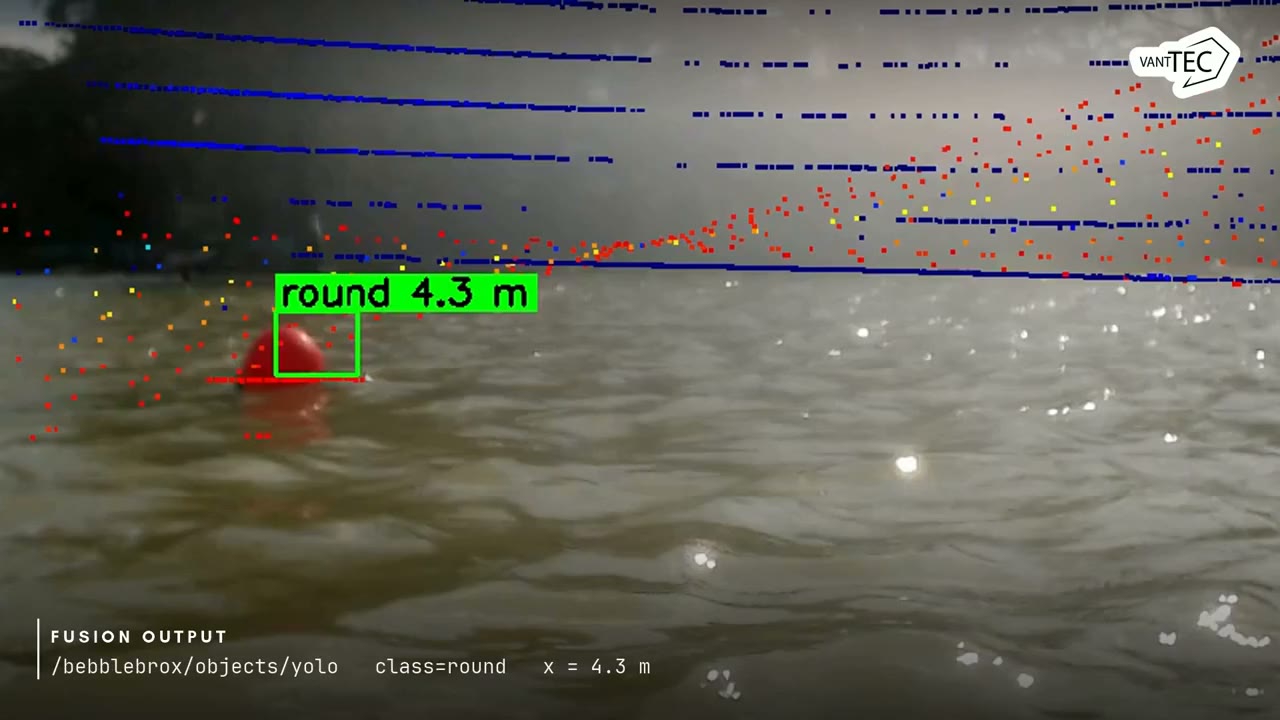 VANTTEC
round 4.3 m
FUSION OUTPUT
/bebblebrox/objects/yolo class=round x = 4.3 m